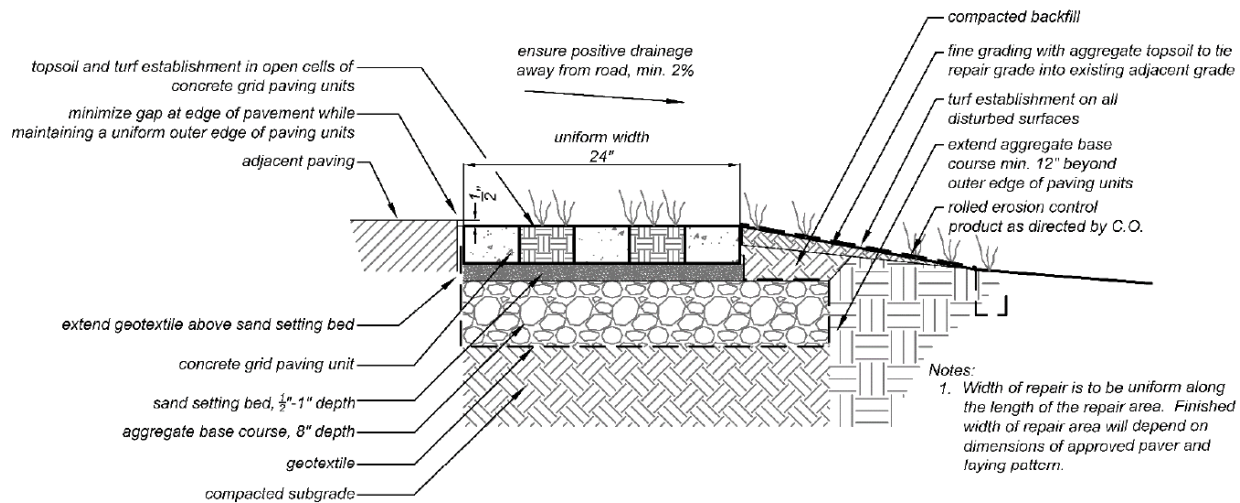 compacted backfill
ensure positive drainage
away from road, min. 2%
fine grading with aggregate topsoil to tie
repair grade into existing adjacent grade
topsoil and turf establishment in open cells of
concrete grid paving units
turf establishment on all
disturbed surfaces
minimize gap at edge of pavement while
maintaining a uniform outer edge of paving units
uniform width
24"
extend aggregate base
course min. 12" beyond
outer edge of paving units
adjacent paving
1/2"
rolled erosion control
product as directed by C.O.
extend geotextile above sand setting bed
concrete grid paving unit
sand setting bed, 1/2"-1" depth
aggregate base course, 8" depth
geotextile
compacted subgrade
Notes:
1. Width of repair is to be uniform along
the length of the repair area. Finished
width of repair area will depend on
dimensions of approved paver and
laying pattern.